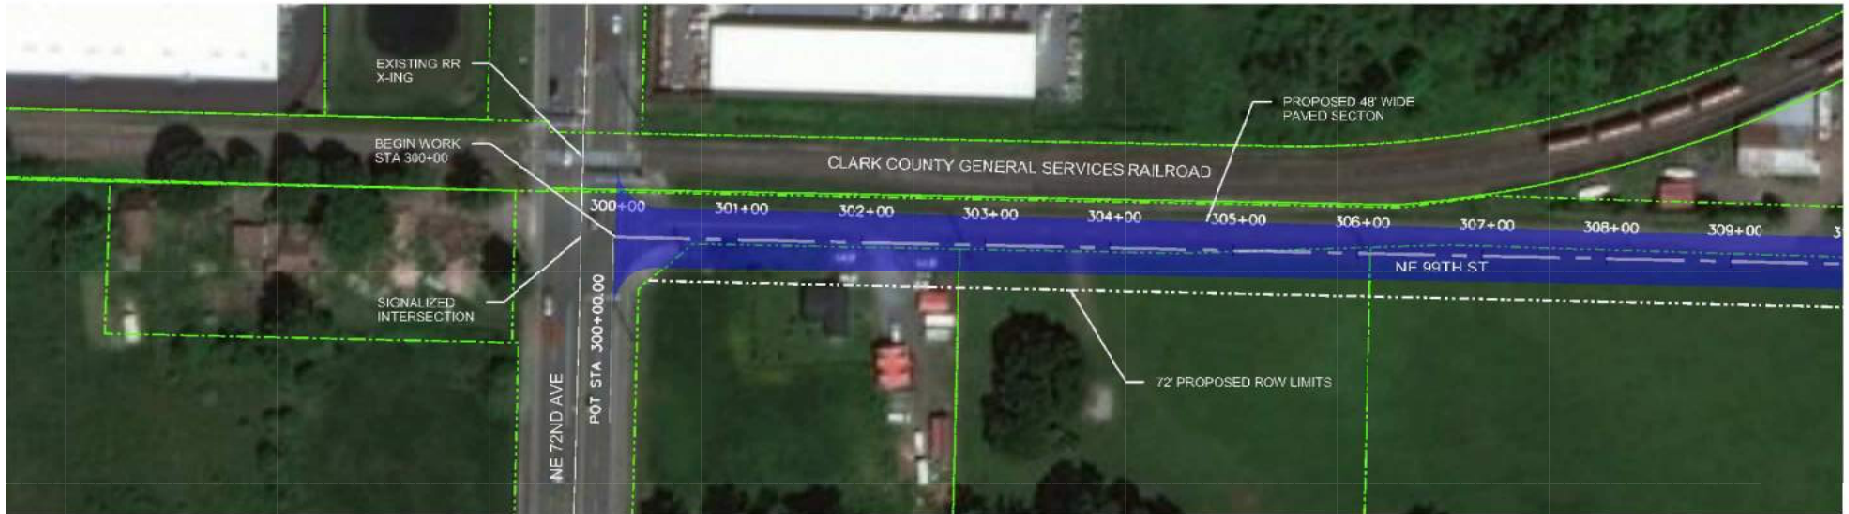 EXISTING RR
X-ING
PROPOSED 48' WIDE
PAVED SECTON
BEGIN WORK
STA 300+00
CLARK COUNTY GENERAL SERVICES RAILROAD
300+00
301+00
302+00
303+00
304+00
305+00
306+00
307+00
308+00
309+00
NE 99TH ST
SIGNALIZED
INTERSECTION
POT STA 300+00.00
NE 72ND AVE
72' PROPOSED ROW LIMITS